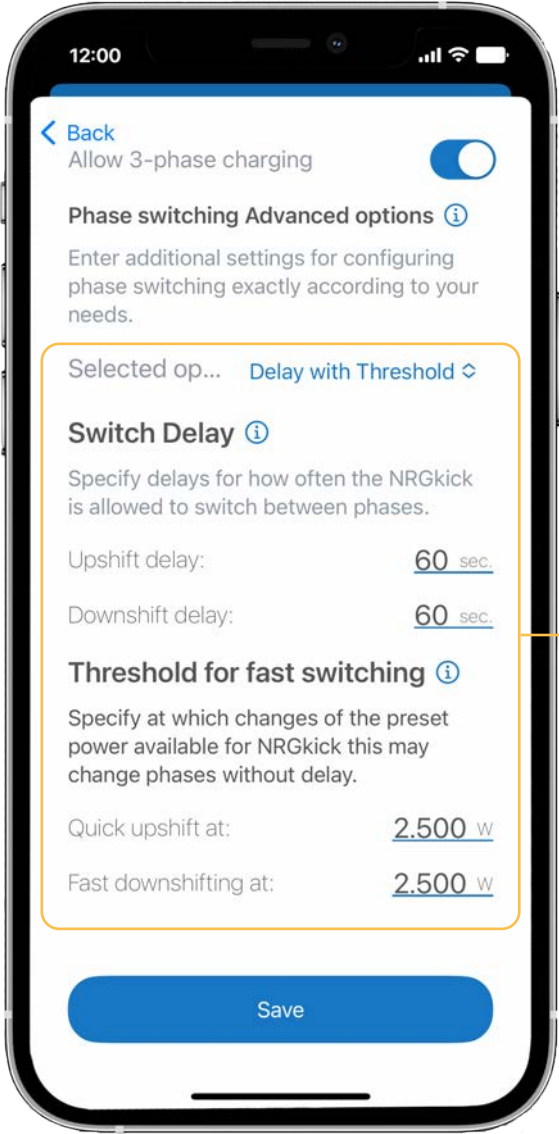 12:00
Back
Allow 3-phase charging
Phase switching Advanced options
Enter additional settings for configuring
phase switching exactly according to your
needs.
Selected op... Delay with Threshold
Switch Delay
Specify delays for how often the NRGkick
is allowed to switch between phases.
Upshift delay: 60 sec.
Downshift delay: 60 sec.
Threshold for fast switching
Specify at which changes of the preset
power available for NRGkick this may
change phases without delay.
Quick upshift at: 2.500 W
Fast downshifting at: 2.500 W
Save